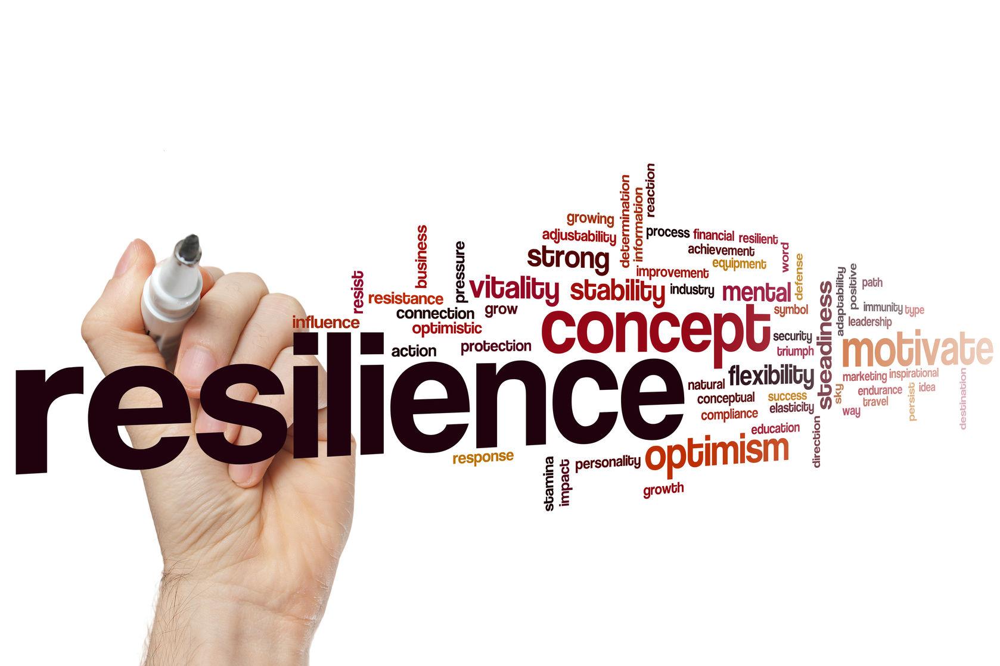 reaction
determination
information
growing
adjustability
process
financial
resilient
business
pressure
strong
achievement
word
equipment
defense
improvement
resist
resistance
vitality
stability
industry
mental
adaptability
positive
path
connection
grow
symbol
steadiness
immunity
type
influence
optimistic
concept
security
leadership
action
protection
triumph
motivate
resilience
natural
flexibility
marketing
inspirational
conceptual
success
sky
endurance
idea
persist
destination
compliance
elasticity
travel
way
education
direction
response
stamina
impact
personality
optimism
growth